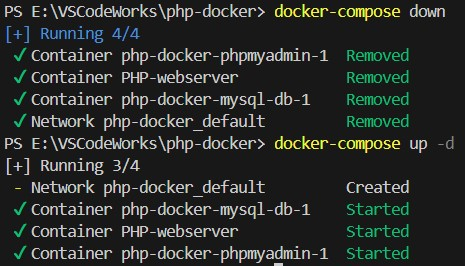 PS E:\VSCodeWorks\php-docker> docker-compose down
[+] Running 4/4
✔ Container php-docker-phpmyadmin-1 Removed
✔ Container PHP-webserver Removed
✔ Container php-docker-mysql-db-1 Removed
✔ Network php-docker_default Removed
PS E:\VSCodeWorks\php-docker> docker-compose up -d
[+] Running 3/4
- Network php-docker_default Created
✔ Container php-docker-mysql-db-1 Started
✔ Container PHP-webserver Started
✔ Container php-docker-phpmyadmin-1 Started